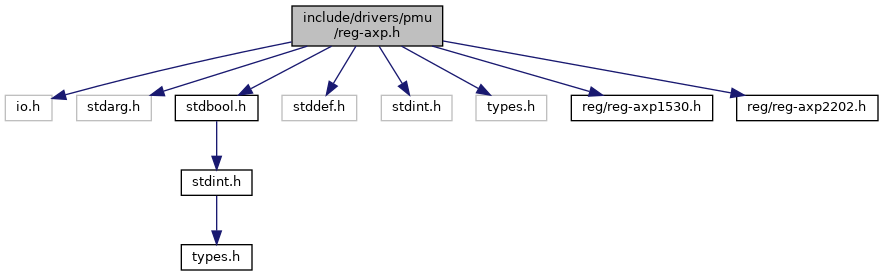 include/drivers/pmu
/reg-axp.h
io.h
stdarg.h
stdbool.h
stddef.h
stdint.h
types.h
reg/reg-axp1530.h
reg/reg-axp2202.h
stdint.h
types.h